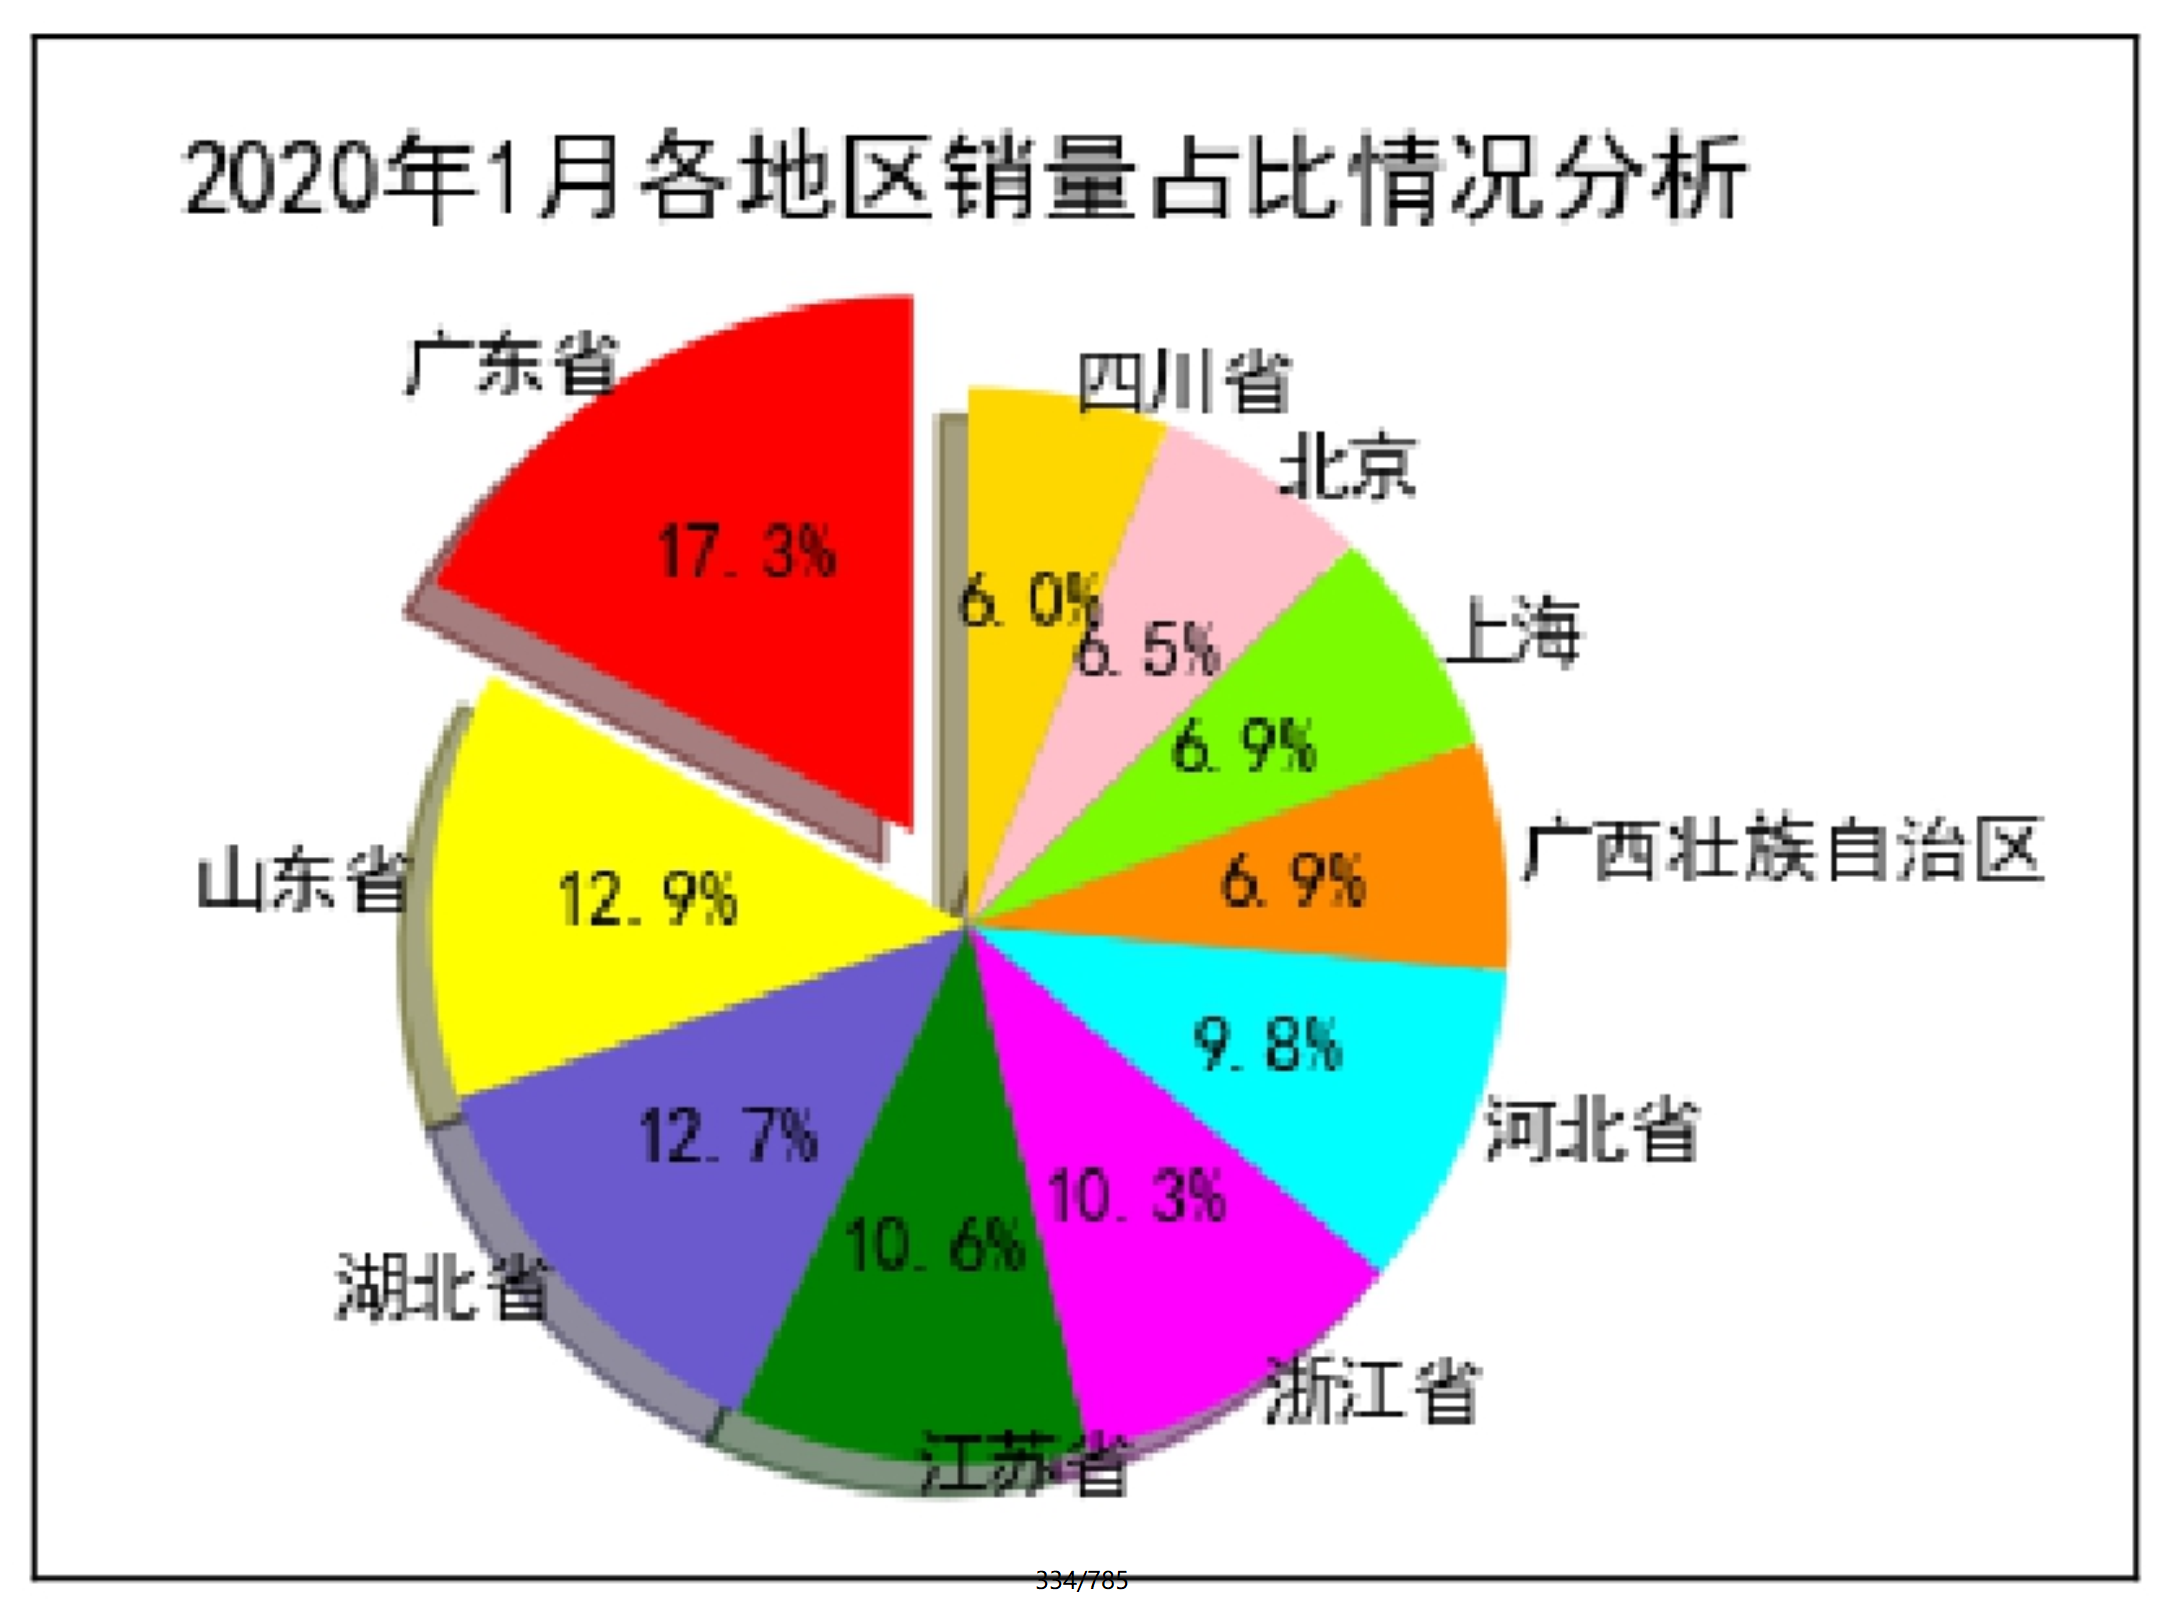 2020年1月各地区销量占比情况分析
广东省
四川省
北京
17.3%
6.0%
上海
6.5%
6.9%
广西壮族自治区
山东省
12.9%
6.9%
9.8%
12.7%
河北省
10.3%
10.6%
湖北省
浙江省
江苏省
334/785